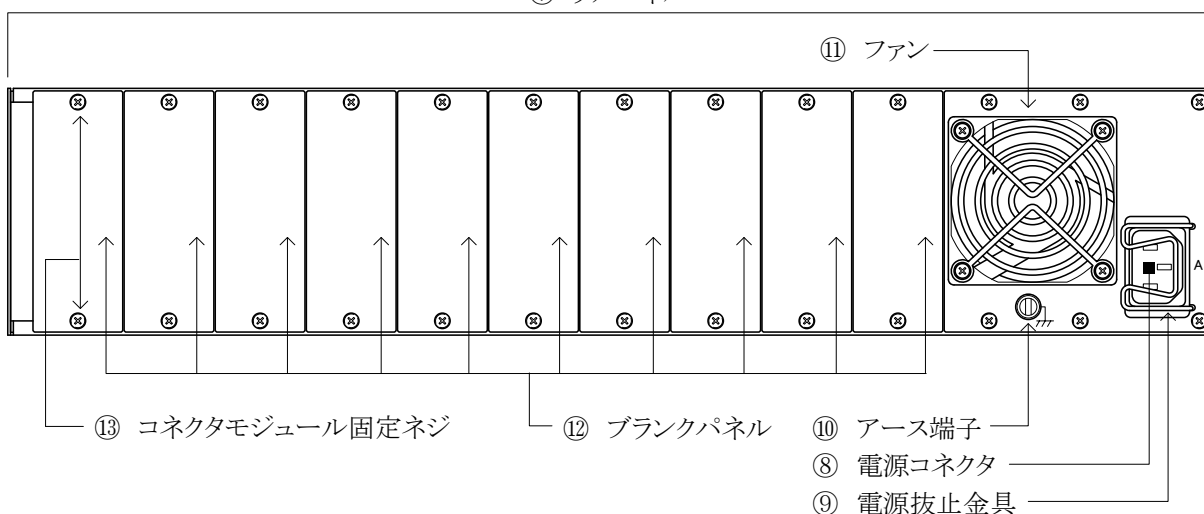 ⑪ ファン
A
⑬ コネクタモジュール固定ネジ
⑫ ブランクパネル
⑩ アース端子
⑧ 電源コネクタ
⑨ 電源抜止金具